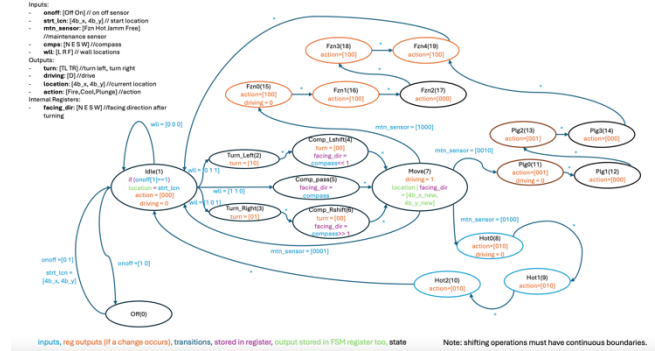 Inputs:
- onoff: [Off On] // on off sensor
- strt_lcn: [4b_x, 4b_y] // start location
- mtn_sensor: [Fzn Hot Jamm Free]
//maintenance sensor
- cmps: [N E S W] //compass
- wll: [L R F] // wall locations
Outputs:
- turn: [TL TR] //turn left, turn right
- driving: [D] //drive
- location: [4b_x, 4b_y] //current location
- action: [Fire,Cool,Plunge] //action
Internal Registers:
- facing_dir: [N E S W] //facing direction after
turning
wll = [0 0 0]
Idle(1)
if (onoff[1]==1)
location = strt_lcn
action = [000]
driving = 0
onoff =[0 1]
strt_lcn =
[4b_x, 4b_y]
onoff =[1 0]
Off(0)
wll = [0 1 1]
wll = [1 1 0]
wll = [1 0 1]
Turn_Left(2)
turn = [10]
Turn_Right(3)
turn = [01]
Comp_Lshift(4)
turn = [00]
facing_dir =
compass<< 1
Comp_pass(5)
facing_dir =
compass
Comp_Rshift(6)
turn = [00]
facing_dir =
compass>> 1
Move(7)
driving = 1
location | facing_dir
= [4b_x_new,
4b_y_new]
mtn_sensor = [0001]
mtn_sensor = [1000]
mtn_sensor = [0010]
mtn_sensor = [0100]
Fzn0(15)
action=[100]
driving = 0
Fzn1(16)
action=[100]
Fzn2(17)
action=[000]
Fzn3(18)
action=[100]
Fzn4(19)
action=[100]
Plg2(13)
action=[001]
Plg3(14)
action=[000]
Plg0(11)
action=[001]
driving = 0
Plg1(12)
action=[000]
Hot0(8)
action=[010]
driving = 0
Hot1(9)
action=[010]
Hot2(10)
action=[010]
inputs, reg outputs (if a change occurs), transitions, stored in register, output stored in FSM register too, state
Note: shifting operations must have continuous boundaries.